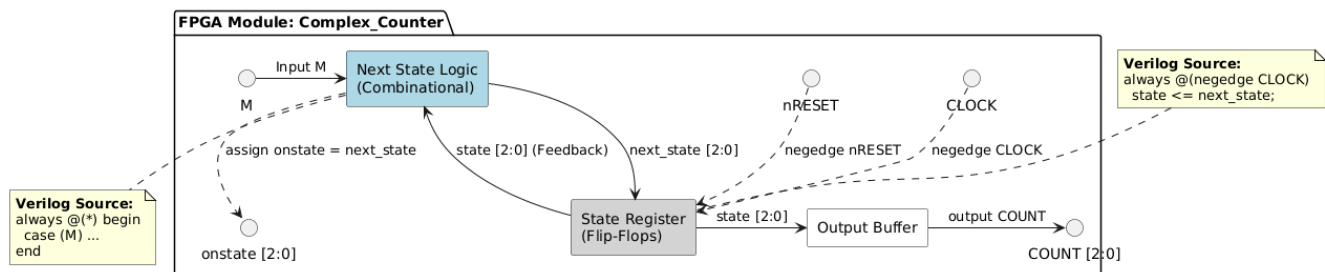 FPGA Module: Complex_Counter
Input M
M
Next State Logic
(Combinational)
nRESET
CLOCK
Verilog Source:
always @(negedge CLOCK)
state <= next_state;
assign onstate = next_state
state [2:0] (Feedback)
next_state [2:0]
negedge nRESET
negedge CLOCK
Verilog Source:
always @(*) begin
case (M) ...
end
onstate [2:0]
State Register
(Flip-Flops)
state [2:0]
Output Buffer
output COUNT
COUNT [2:0]